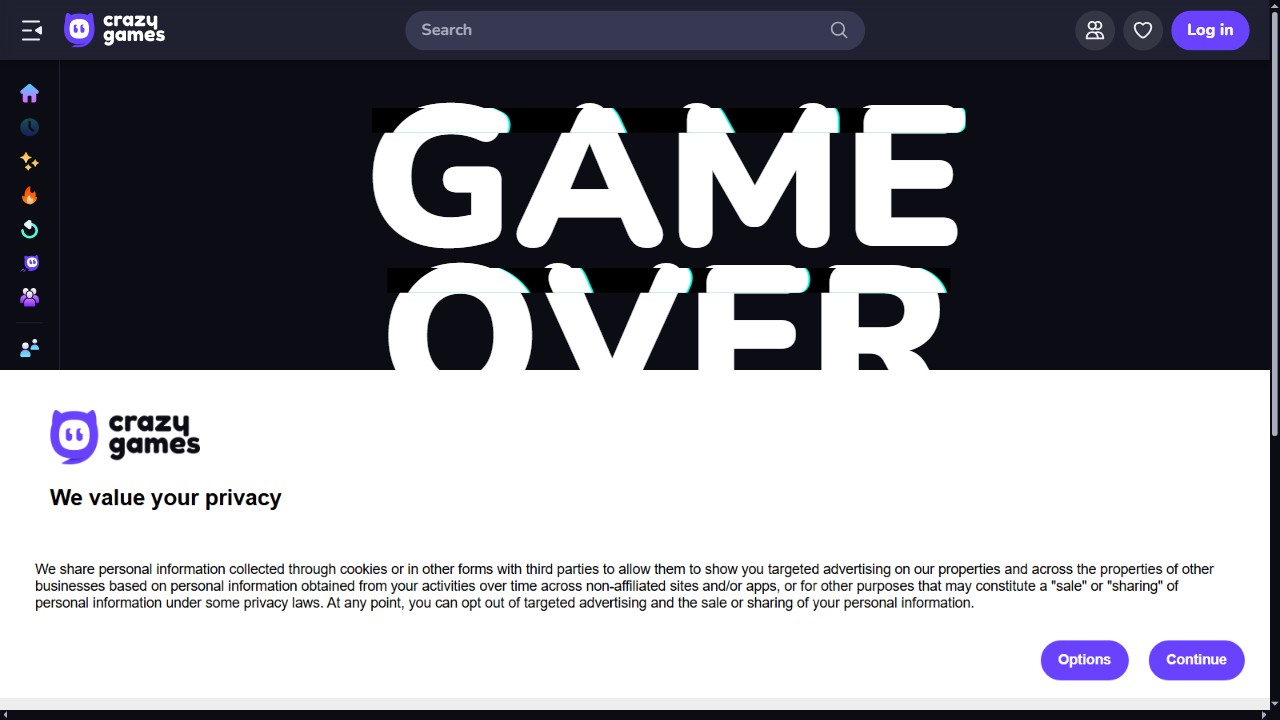 crazy
games
Search
Log in
GAME
OVER
crazy
games
We value your privacy
We share personal information collected through cookies or in other forms with third parties to allow them to show you targeted advertising on our properties and across the properties of other
businesses based on personal information obtained from your activities over time across non-affiliated sites and/or apps, or for other purposes that may constitute a "sale" or "sharing" of
personal information under some privacy laws. At any point, you can opt out of targeted advertising and the sale or sharing of your personal information.
Options
Continue